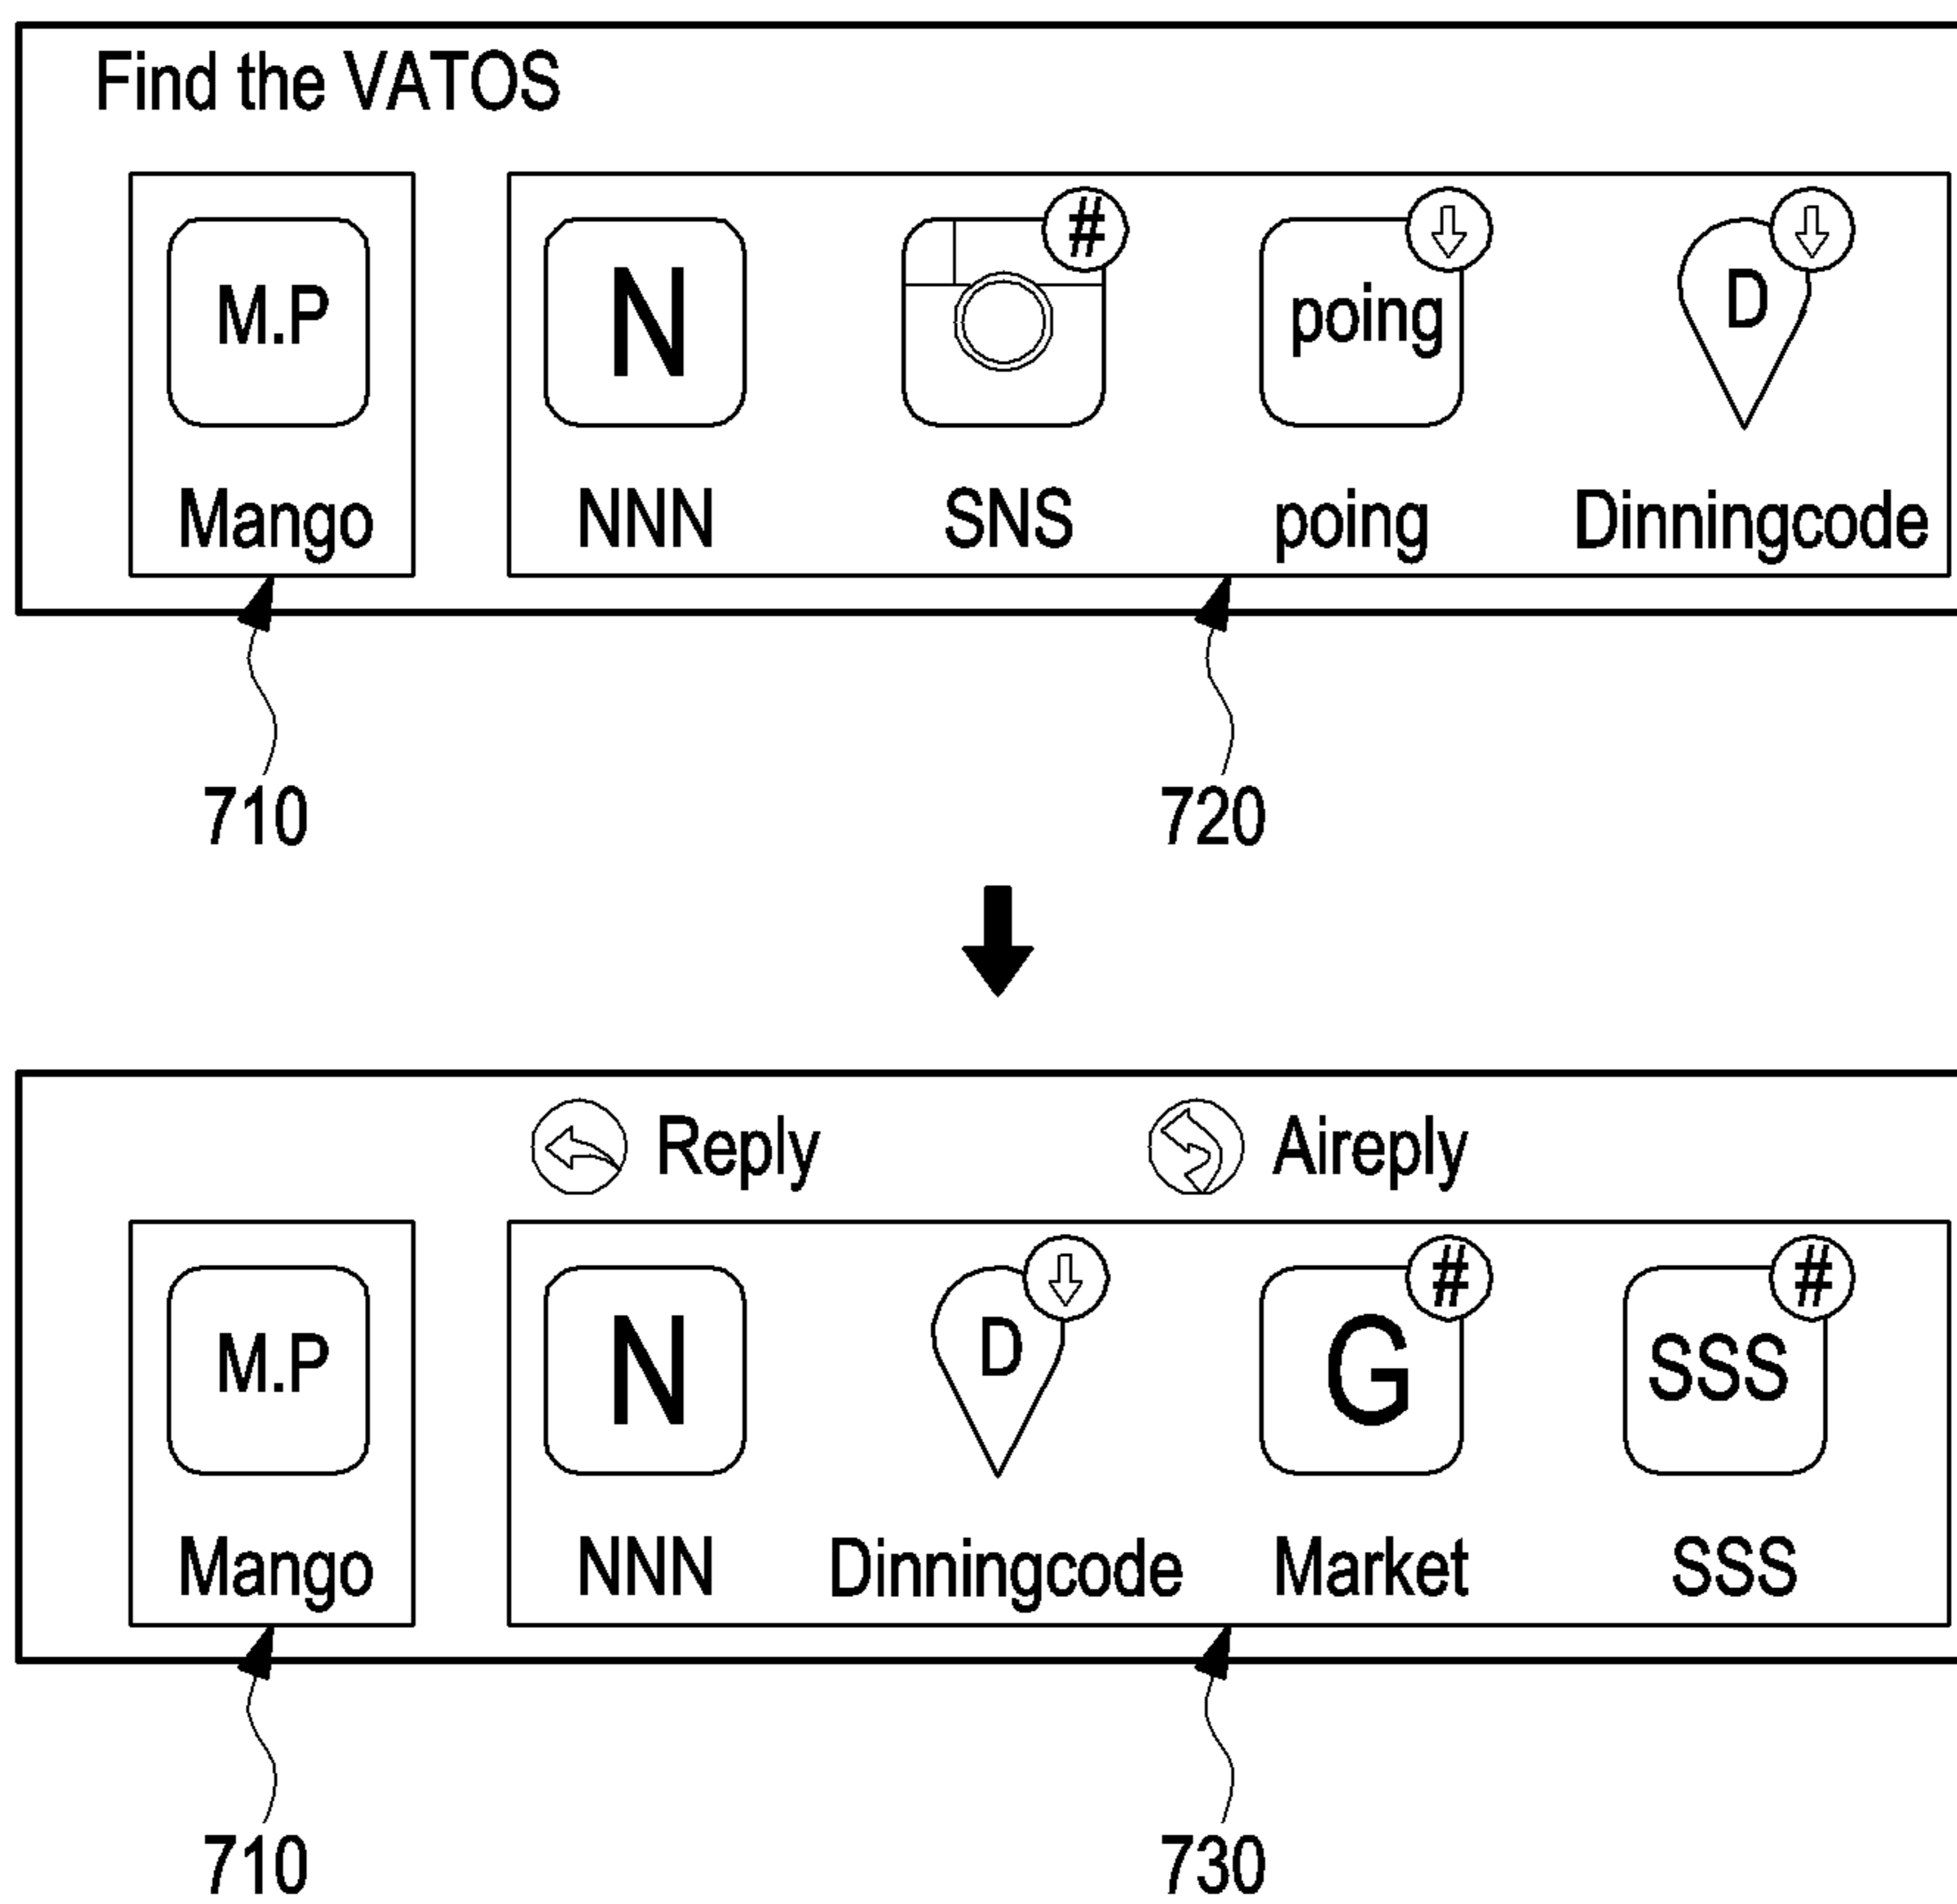 Find the VATOS
M.P N # poing D
Mango NNN SNS poing Dinningcode
710 720
Reply Aireply
M.P N D G # SSS #
Mango NNN Dinningcode Market SSS
710 730